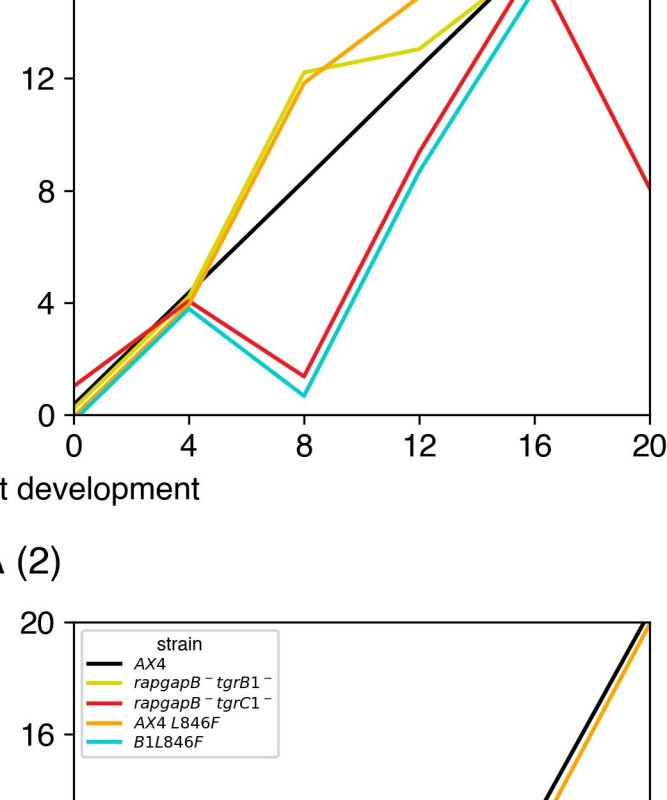 12
8
4
0
0 4 8 12 16 20
t development
(2)
20
strain
AX4
rapgapB⁻tgrB1⁻
rapgapB⁻tgrC1⁻
AX4 L846F
B1L846F
16